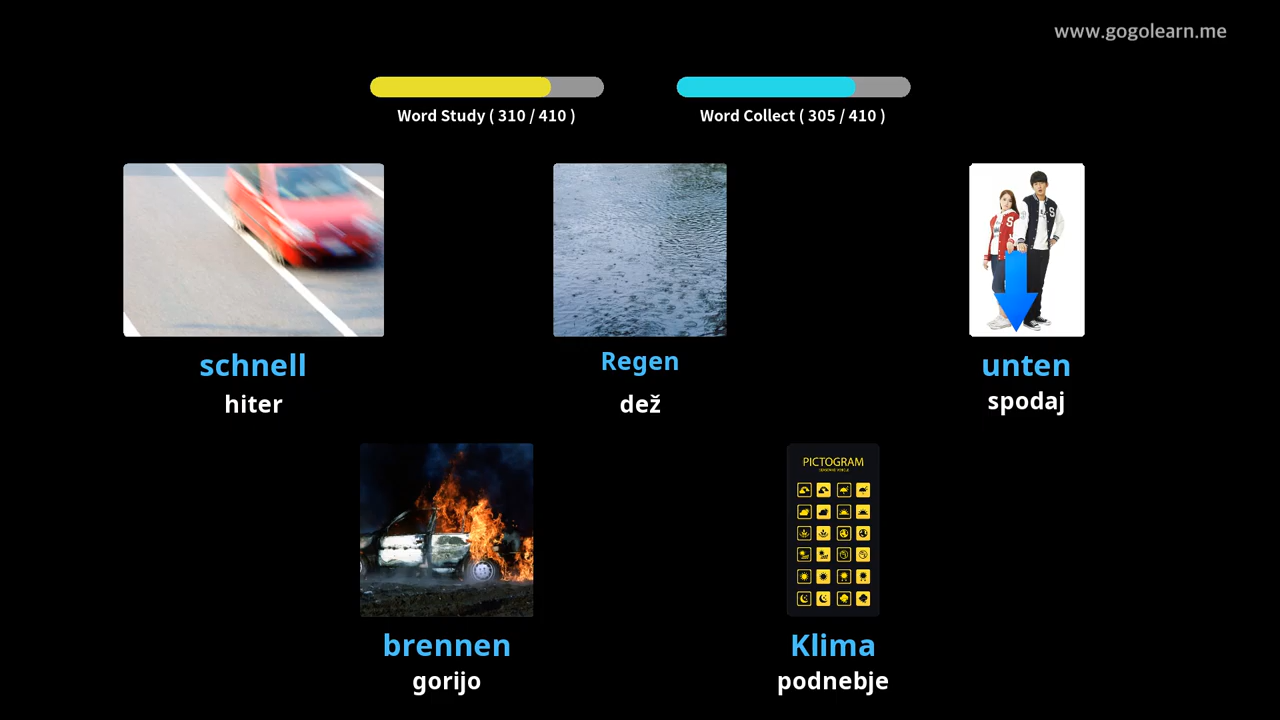 www.gogolearn.me
Word Study ( 310 / 410 )
Word Collect ( 305 / 410 )
schnell
hiter
Regen
dež
unten
spodaj
brennen
gorijo
PICTOGRAM
Klima
podnebje